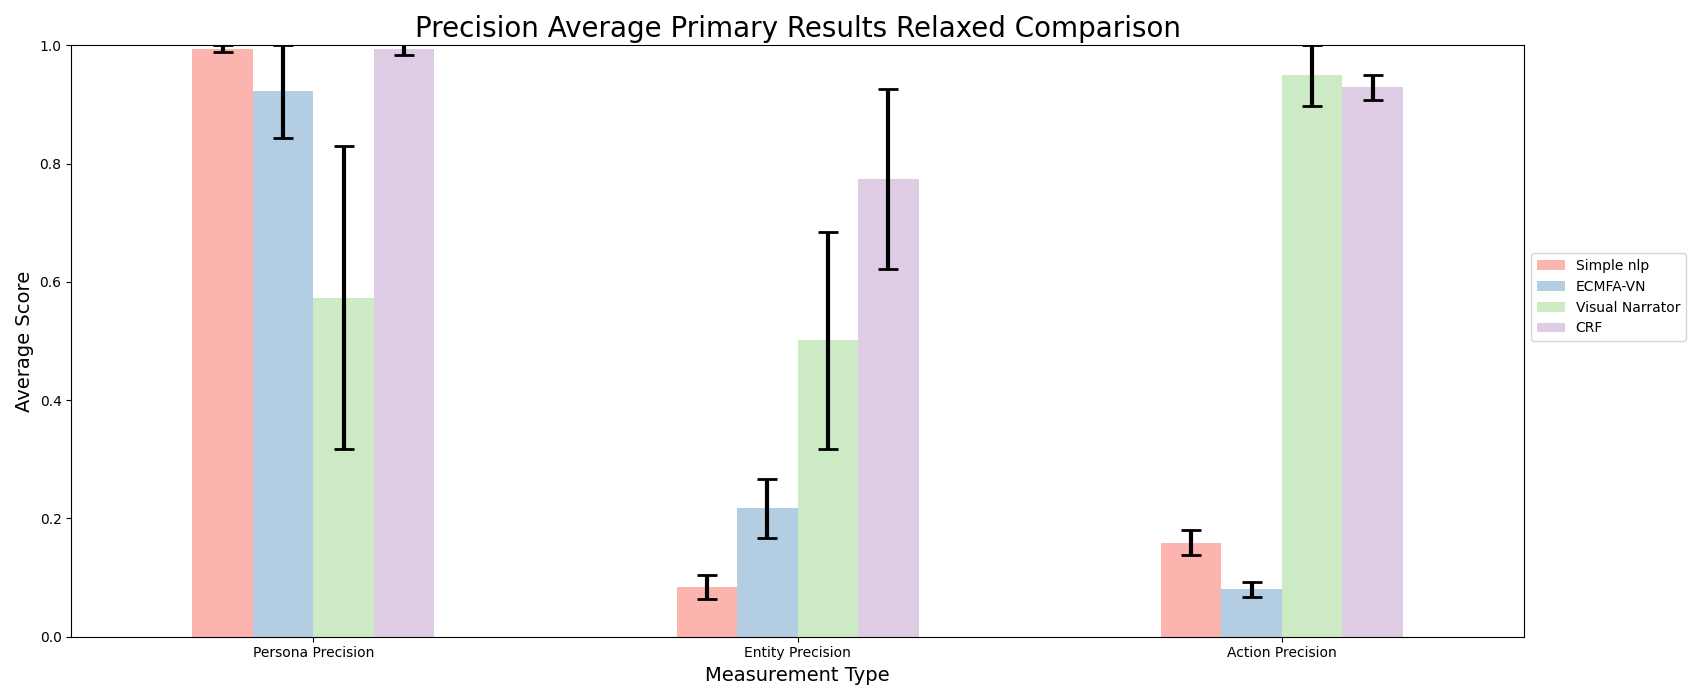 Precision Average Primary Results Relaxed Comparison
1.0
0.8
0.6
0.4
0.2
0.0
Average Score
Persona Precision
Entity Precision
Action Precision
Measurement Type
Simple nlp
ECMFA-VN
Visual Narrator
CRF